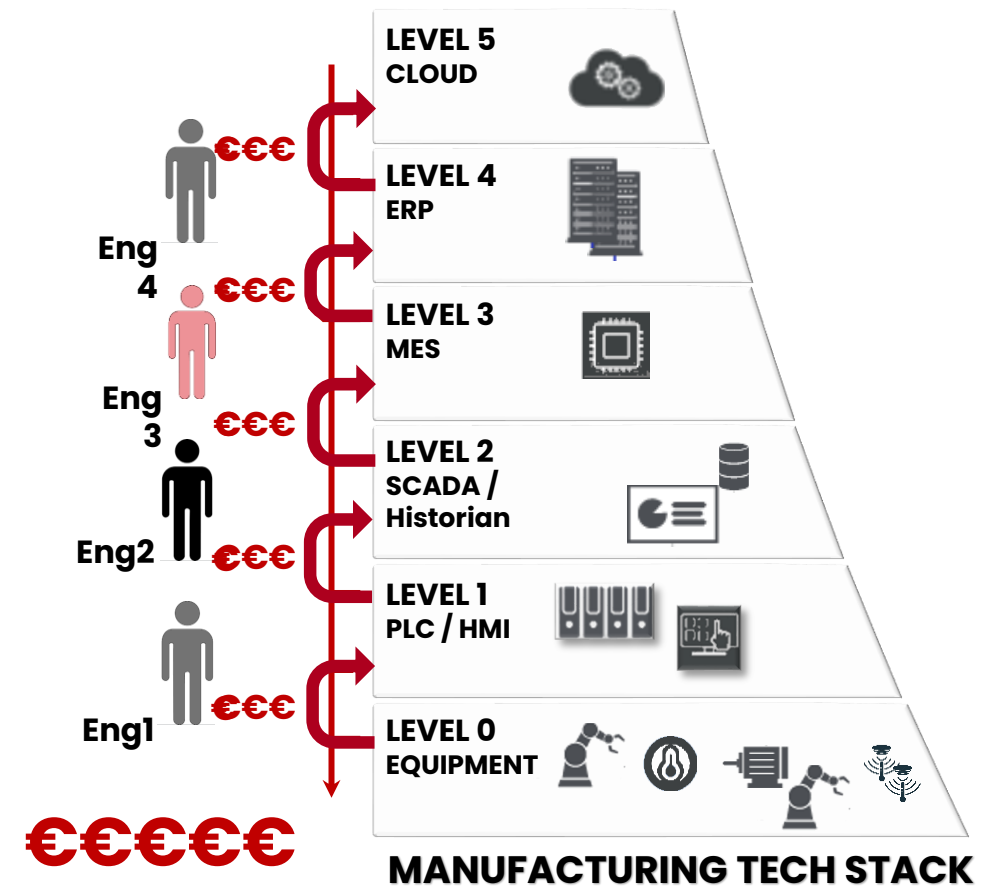 LEVEL 5
CLOUD
€€€
LEVEL 4
ERP
Eng
4
€€€
LEVEL 3
MES
Eng
3
€€€
LEVEL 2
SCADA /
Historian
Eng2
€€€
LEVEL 1
PLC / HMI
€€€
Eng1
LEVEL 0
EQUIPMENT
€€€€€
MANUFACTURING TECH STACK